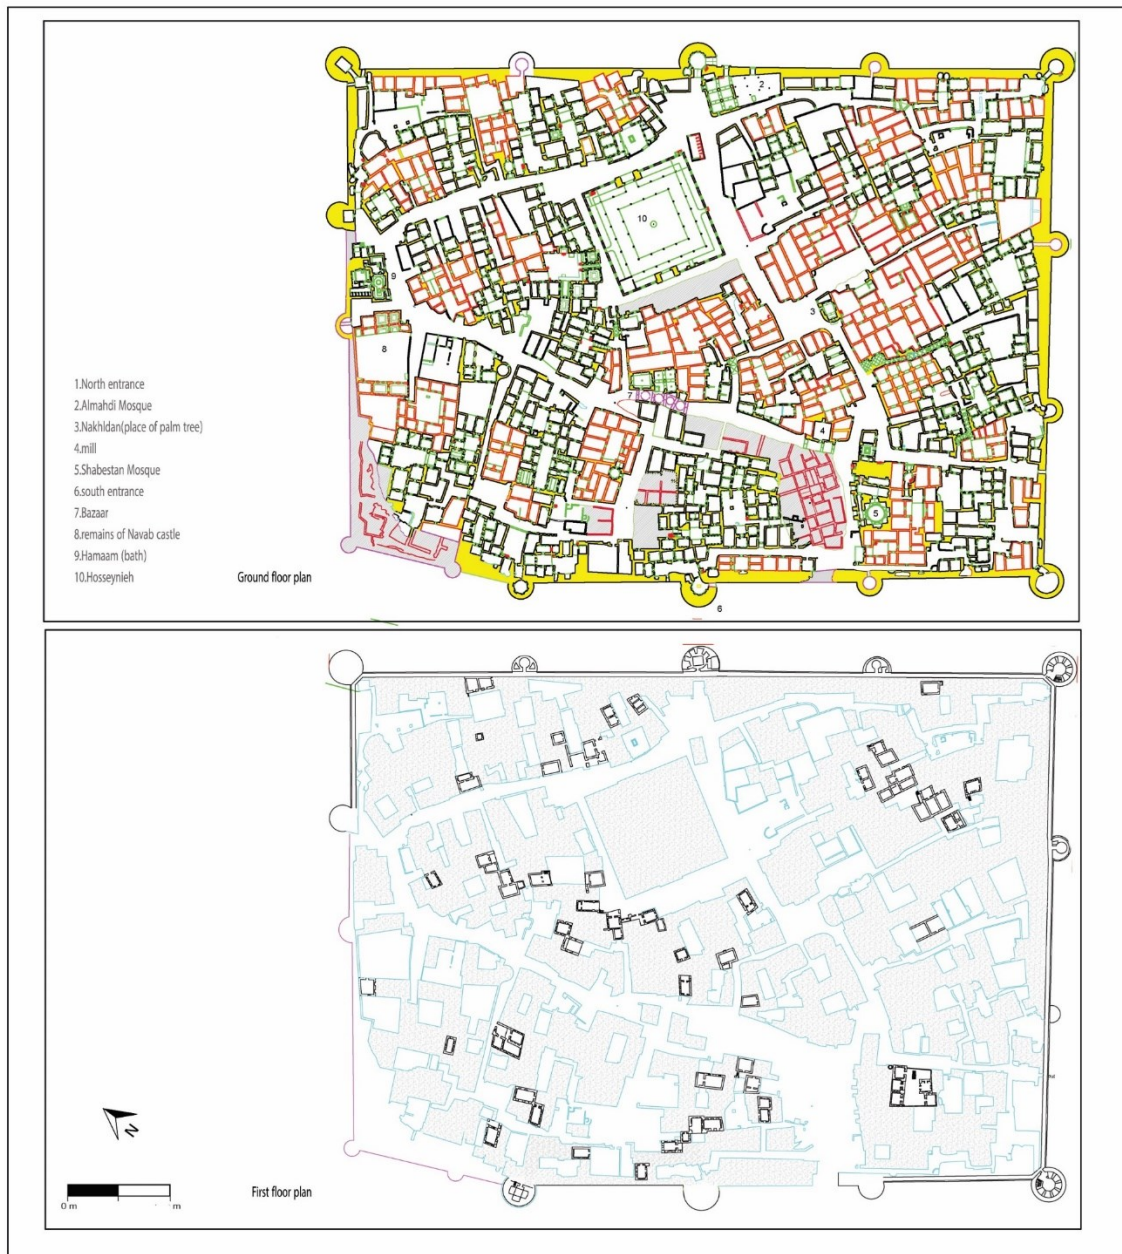 2
10
9
3
8
7
4
5
6
1.North entrance
2.Almahdi Mosque
3.Nakhldan(place of palm tree)
4.mill
5.Shabestan Mosque
6.south entrance
7.Bazaar
8.remains of Navab castle
9.Hamaam (bath)
10.Hosseynieh
Ground floor plan
N
0 m
m
First floor plan